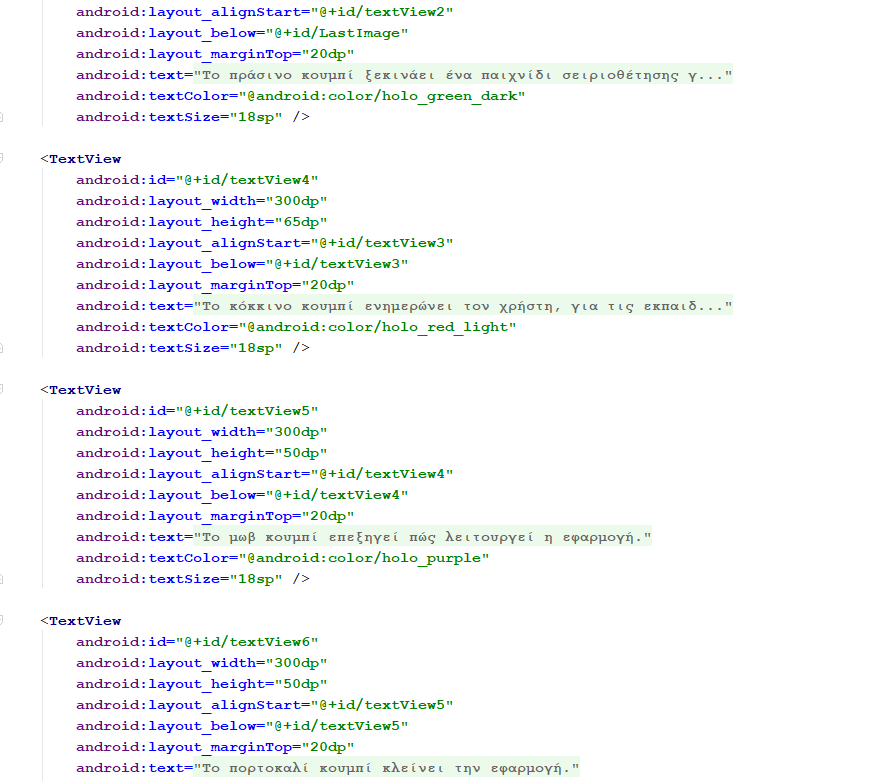 android:layout_alignStart="@+id/textView2"
android:layout_below="@+id/LastImage"
android:layout_marginTop="20dp"
android:text="Το πράσινο κουμπί ξεκινάει ένα παιχνίδι σειριοθέτησης γ..."
android:textColor="@android:color/holo_green_dark"
android:textSize="18sp" />
<TextView
android:id="@+id/textView4"
android:layout_width="300dp"
android:layout_height="65dp"
android:layout_alignStart="@+id/textView3"
android:layout_below="@+id/textView3"
android:layout_marginTop="20dp"
android:text="Το κόκκινο κουμπί ενημερώνει τον χρήστη, για τις εκπαιδ..."
android:textColor="@android:color/holo_red_light"
android:textSize="18sp" />
<TextView
android:id="@+id/textView5"
android:layout_width="300dp"
android:layout_height="50dp"
android:layout_alignStart="@+id/textView4"
android:layout_below="@+id/textView4"
android:layout_marginTop="20dp"
android:text="Το μωβ κουμπί επεξηγεί πώς λειτουργεί η εφαρμογή."
android:textColor="@android:color/holo_purple"
android:textSize="18sp" />
<TextView
android:id="@+id/textView6"
android:layout_width="300dp"
android:layout_height="50dp"
android:layout_alignStart="@+id/textView5"
android:layout_below="@+id/textView5"
android:layout_marginTop="20dp"
android:text="Το πορτοκαλί κουμπί κλείνει την εφαρμογή."